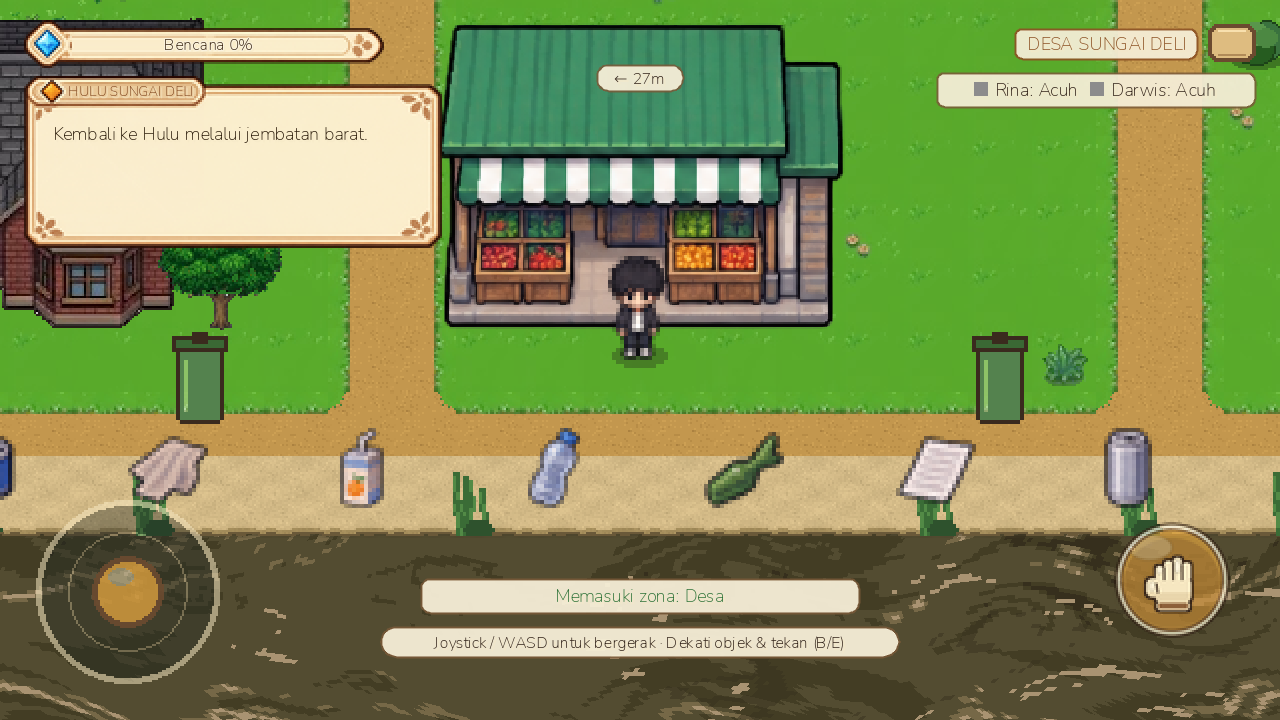 Bencana 0%
DESA SUNGAI DELI
← 27m
HULU SUNGAI DELI
Rina: Acuh Darwis: Acuh
Kembali ke Hulu melalui jembatan barat.
Memasuki zona: Desa
Joystick / WASD untuk bergerak · Dekati objek & tekan (B/E)